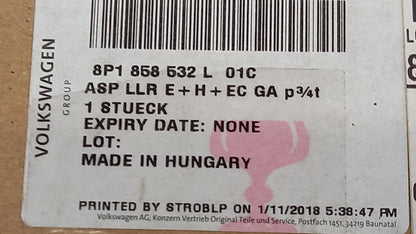 VOLKSWAGEN
GROUP
8P1 858 532 L 01C
ASP LLR E+H+EC GA p¾t
1 STUECK
EXPIRY DATE: NONE
LOT:
MADE IN HUNGARY
PRINTED BY STROBLP ON 1/11/2018 5:38:47 PM
Volkswagen AG, Konzern Vertrieb Original Teile und Service, Postfach 1451, 34219 Baunatal